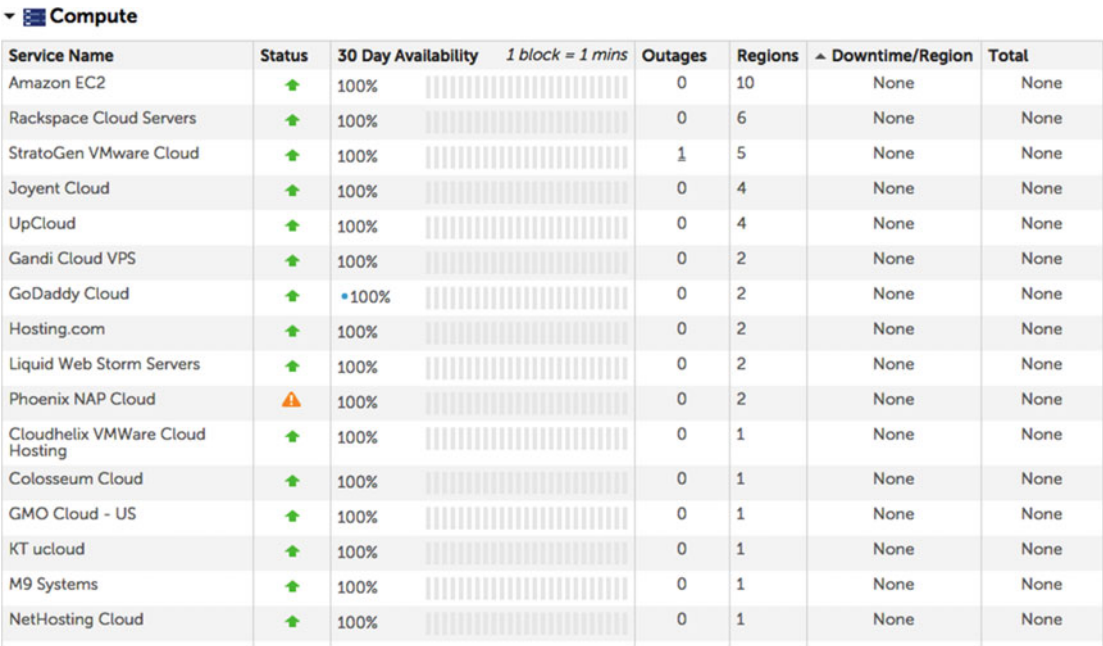 Compute
Service Name Status 30 Day Availability 1 block = 1 mins Outages Regions Downtime/Region Total
Amazon EC2 100% 0 10 None None
Rackspace Cloud Servers 100% 0 6 None None
StratoGen VMware Cloud 100% 1 5 None None
Joyent Cloud 100% 0 4 None None
UpCloud 100% 0 4 None None
Gandi Cloud VPS 100% 0 2 None None
GoDaddy Cloud 100% 0 2 None None
Hosting.com 100% 0 2 None None
Liquid Web Storm Servers 100% 0 2 None None
Phoenix NAP Cloud 100% 0 2 None None
Cloudhelix VMWare Cloud 100% 0 1 None None
Hosting
Colosseum Cloud 100% 0 1 None None
GMO Cloud - US 100% 0 1 None None
KT ucloud 100% 0 1 None None
M9 Systems 100% 0 1 None None
NetHosting Cloud 100% 0 1 None None